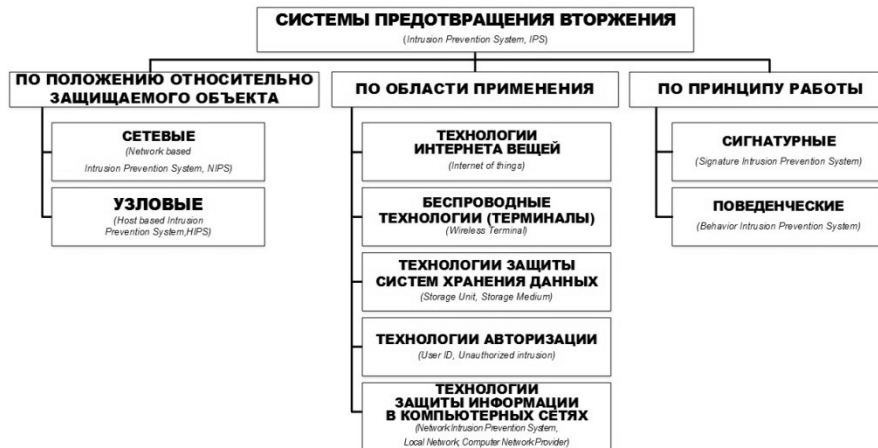 СИСТЕМЫ ПРЕДОТВРАЩЕНИЯ ВТОРЖЕНИЯ
(Intrusion Prevention System, IPS)
ПО ПОЛОЖЕНИЮ ОТНОСИТЕЛЬНО
ЗАЩИЩАЕМОГО ОБЪЕКТА
СЕТЕВЫЕ
(Network based
Intrusion Prevention System, NIPS)
УЗЛОВЫЕ
(Host based Intrusion
Prevention System,HIPS)
ПО ОБЛАСТИ ПРИМЕНЕНИЯ
ТЕХНОЛОГИИ
ИНТЕРНЕТА ВЕЩЕЙ
(Internet of things)
БЕСПРОВОДНЫЕ
ТЕХНОЛОГИИ (ТЕРМИНАЛЫ)
(Wireless Terminal)
ТЕХНОЛОГИИ ЗАЩИТЫ
СИСТЕМ ХРАНЕНИЯ ДАННЫХ
(Storage Unit, Storage Medium)
ТЕХНОЛОГИИ АВТОРИЗАЦИИ
(User ID, Unauthorized intrusion)
ТЕХНОЛОГИИ
ЗАЩИТЫ ИНФОРМАЦИИ
В КОМПЬЮТЕРНЫХ СЕТЯХ
(Network Intrusion Prevention System,
Local Network, Computer Network Provider)
ПО ПРИНЦИПУ РАБОТЫ
СИГНАТУРНЫЕ
(Signature Intrusion Prevention System)
ПОВЕДЕНЧЕСКИЕ
(Behavior Intrusion Prevention System)